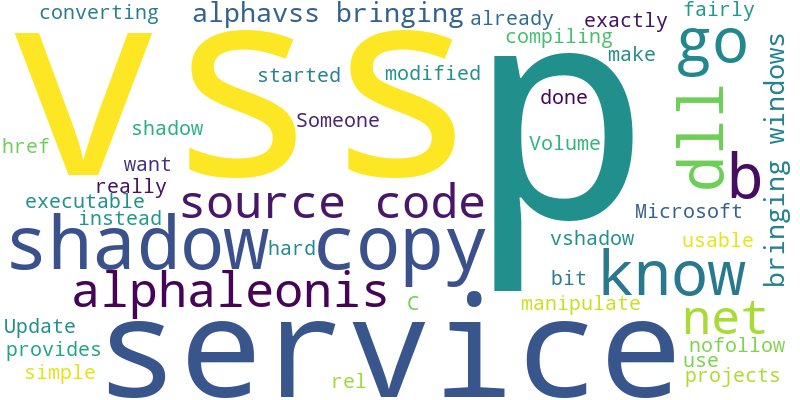 converting
alphavss bringing
already
exactly
fairly
compiling
go
make
vss
p
started
modified
windows
done
dll
Someone
shadow
Volume
href
want
really
b
bringing
executable
instead
source code
Microsoft
shadow copy
hard
vshadow
usable
know
bit
alphaleonis
c
manipulate
net
service
Update
provides
nofollow
use
simple
rel
projects